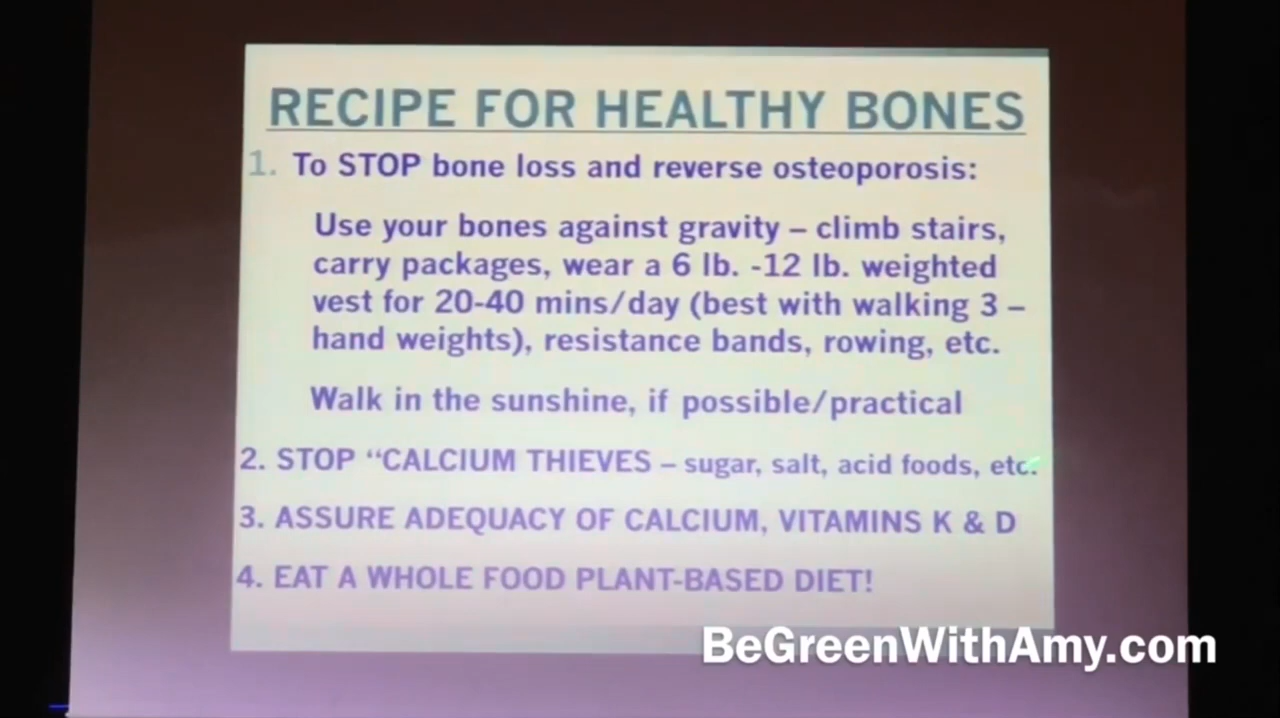 RECIPE FOR HEALTHY BONES
1. To STOP bone loss and reverse osteoporosis:
Use your bones against gravity – climb stairs,
carry packages, wear a 6 lb. -12 lb. weighted
vest for 20-40 mins/day (best with walking 3 –
hand weights), resistance bands, rowing, etc.
Walk in the sunshine, if possible/practical
2. STOP “CALCIUM THIEVES – sugar, salt, acid foods, etc.
3. ASSURE ADEQUACY OF CALCIUM, VITAMINS K & D
4. EAT A WHOLE FOOD PLANT-BASED DIET!
BeGreenWithAmy.com